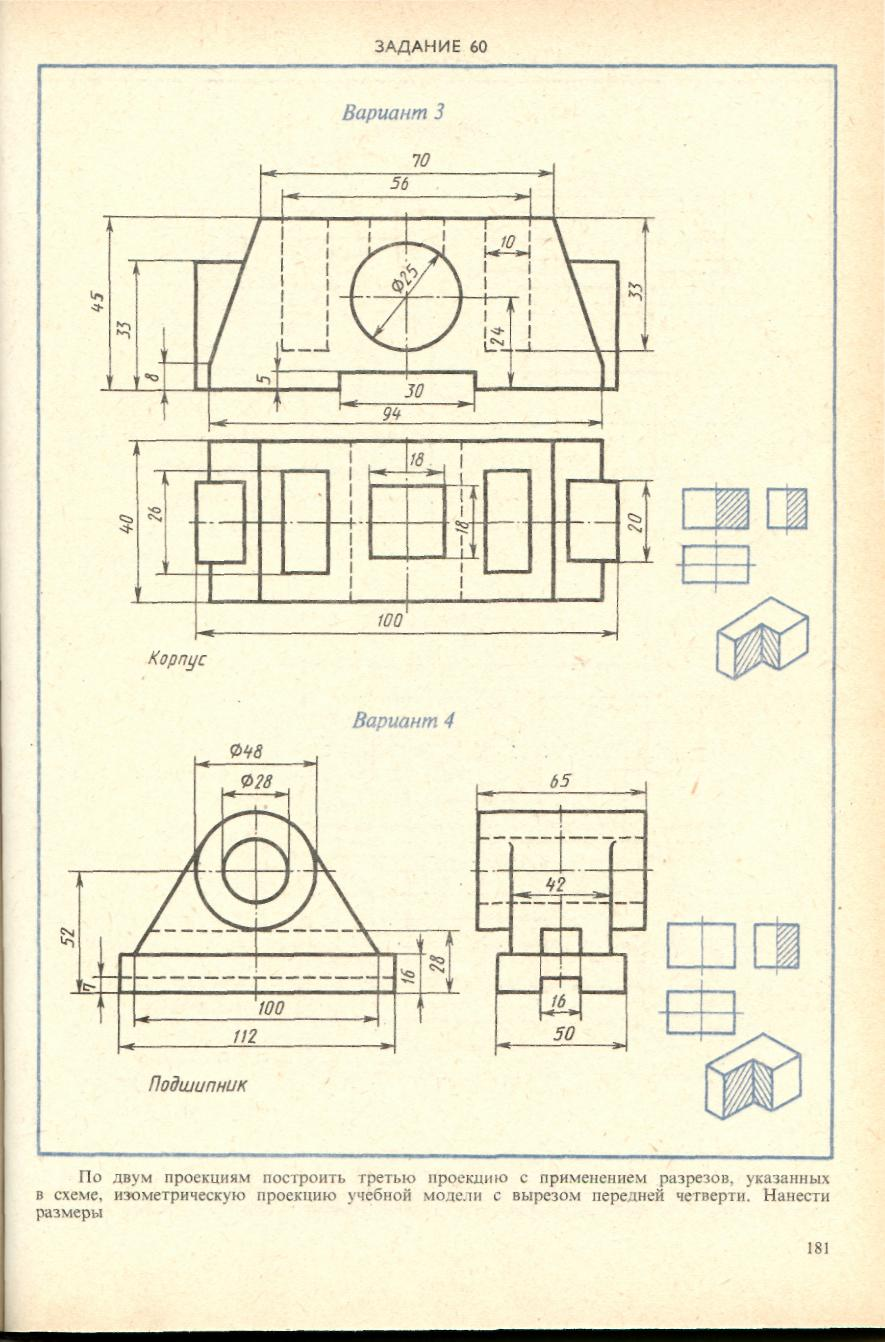 ЗАДАНИЕ 60
Вариант 3
70
56
10
Ø25
45
33
8
5
24
33
30
94
18
40
26
18
20
100
Корпус
Вариант 4
Ø48
Ø28
65
42
52
7
16
28
100
112
16
50
Подшипник
По двум проекциям построить третью проекцию с применением разрезов, указанных
в схеме, изометрическую проекцию учебной модели с вырезом передней четверти. Нанести
размеры
181